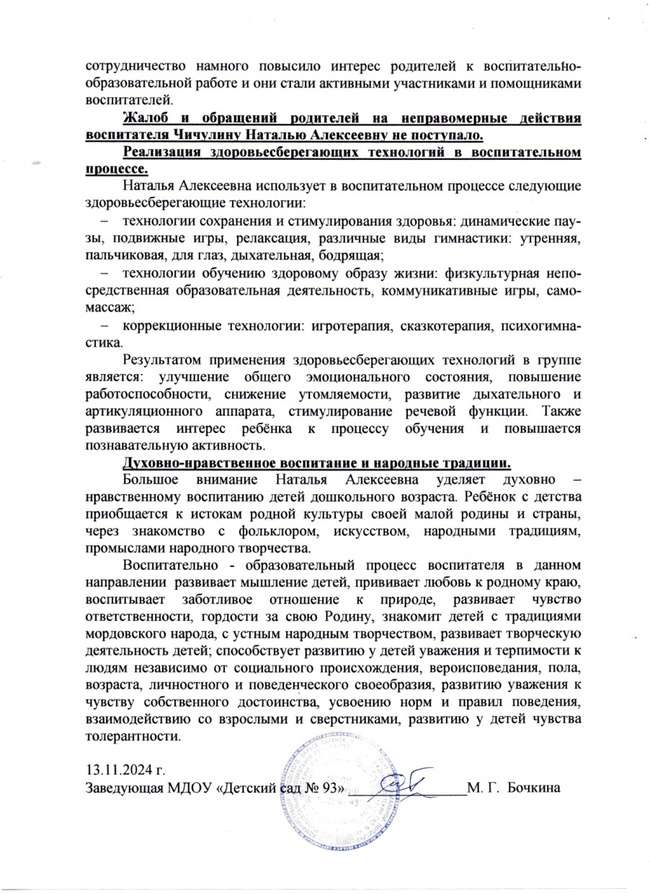 сотрудничество намного повысило интерес родителей к воспитательно-
образовательной работе и они стали активными участниками и помощниками
воспитателей.
Жалоб и обращений родителей на неправомерные действия
воспитателя Чичулину Наталью Алексеевну не поступало.
Реализация здоровьесберегающих технологий в воспитательном
процессе.
Наталья Алексеевна использует в воспитательном процессе следующие
здоровьесберегающие технологии:
– технологии сохранения и стимулирования здоровья: динамические пау-
зы, подвижные игры, релаксация, различные виды гимнастики: утренняя,
пальчиковая, для глаз, дыхательная, бодрящая;
– технологии обучению здоровому образу жизни: физкультурная непо-
средственная образовательная деятельность, коммуникативные игры, само-
массаж;
– коррекционные технологии: игротерапия, сказкотерапия, психогимна-
стика.
Результатом применения здоровьесберегающих технологий в группе
является: улучшение общего эмоционального состояния, повышение
работоспособности, снижение утомляемости, развитие дыхательного и
артикуляционного аппарата, стимулирование речевой функции. Также
развивается интерес ребёнка к процессу обучения и повышается
познавательную активность.
Духовно-нравственное воспитание и народные традиции.
Большое внимание Наталья Алексеевна уделяет духовно –
нравственному воспитанию детей дошкольного возраста. Ребёнок с детства
приобщается к истокам родной культуры своей малой родины и страны,
через знакомство с фольклором, искусством, народными традициям,
промыслами народного творчества.
Воспитательно - образовательный процесс воспитателя в данном
направлении развивает мышление детей, прививает любовь к родному краю,
воспитывает заботливое отношение к природе, развивает чувство
ответственности, гордости за свою Родину, знакомит детей с традициями
мордовского народа, с устным народным творчеством, развивает творческую
деятельность детей; способствует развитию у детей уважения и терпимости к
людям независимо от социального происхождения, вероисповедания, пола,
возраста, личностного и поведенческого своеобразия, развитию уважения к
чувству собственного достоинства, усвоению норм и правил поведения,
взаимодействию со взрослыми и сверстниками, развитию у детей чувства
толерантности.
13.11.2024 г.
Заведующая МДОУ «Детский сад № 93» М. Г. Бочкина